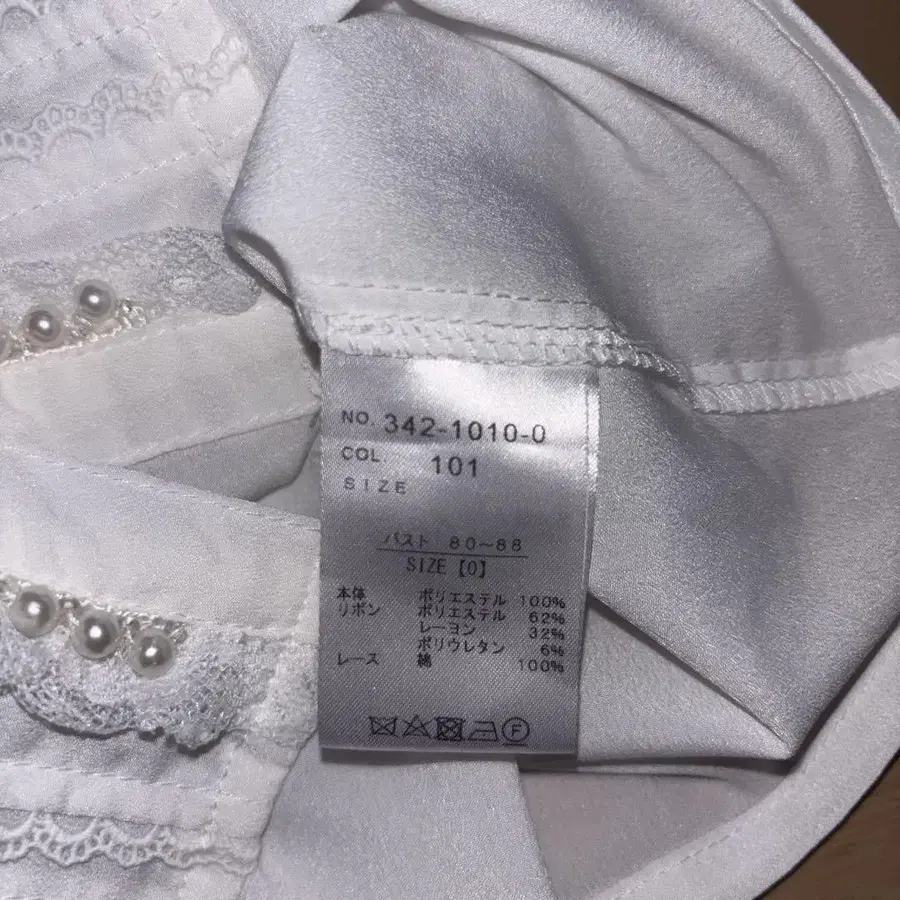 NO. 342-1010-0
COL. 101
SIZE
バスト 80～88
SIZE【0】
本体 ポリエステル 100%
リボン ポリエステル 62%
レーヨン 32%
ポリウレタン 6%
レース 綿 100%
F